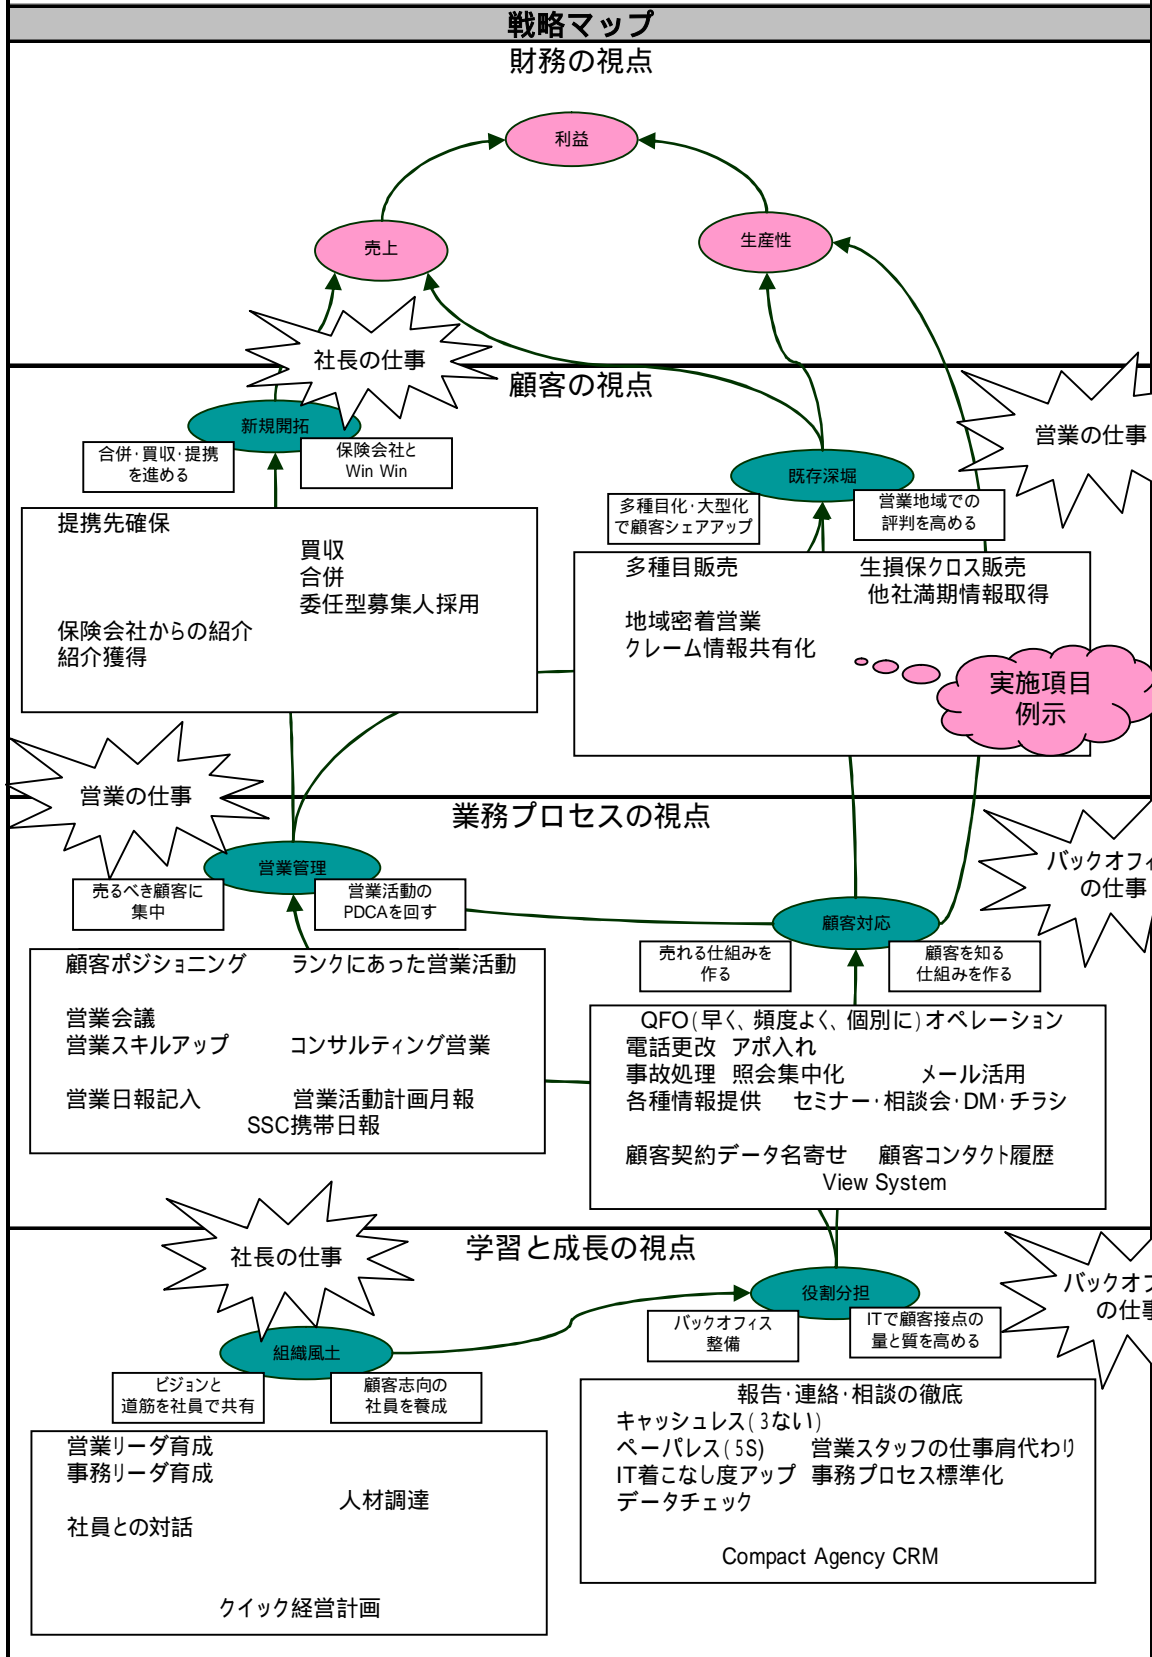 戦略マップ
財務の視点
利益
売上
生産性
社長の仕事
顧客の視点
営業の仕事
新規開拓
合併･買収･提携
を進める
保険会社と
Win Win
既存深堀
多種目化･大型化
で顧客シェアアップ
営業地域での
評判を高める
提携先確保
買収
合併
委任型募集人採用
保険会社からの紹介
紹介獲得
多種目販売
生損保クロス販売
他社満期情報取得
地域密着営業
クレーム情報共有化
実施項目
例示
営業の仕事
業務プロセスの視点
バックオフィ
の仕事
営業管理
売るべき顧客に
集中
営業活動の
PDCAを回す
顧客対応
売れる仕組みを
作る
顧客を知る
仕組みを作る
顧客ポジショニング ランクにあった営業活動
営業会議
営業スキルアップ コンサルティング営業
営業日報記入 営業活動計画月報
SSC携帯日報
QFO(早く、頻度よく、個別に)オペレーション
電話更改 アポ入れ
事故処理 照会集中化 メール活用
各種情報提供 セミナー･相談会･DM･チラシ
顧客契約データ名寄せ 顧客コンタクト履歴
View System
社長の仕事
学習と成長の視点
バックオフ
の仕事
役割分担
バックオフィス
整備
ITで顧客接点の
量と質を高める
組織風土
ビジョンと
道筋を社員で共有
顧客志向の
社員を養成
営業リーダ育成
事務リーダ育成
人材調達
社員との対話
クイック経営計画
報告･連絡･相談の徹底
キャッシュレス(3ない)
ペーパレス(5S) 営業スタッフの仕事肩代わり
IT着こなし度アップ 事務プロセス標準化
データチェック
Compact Agency CRM